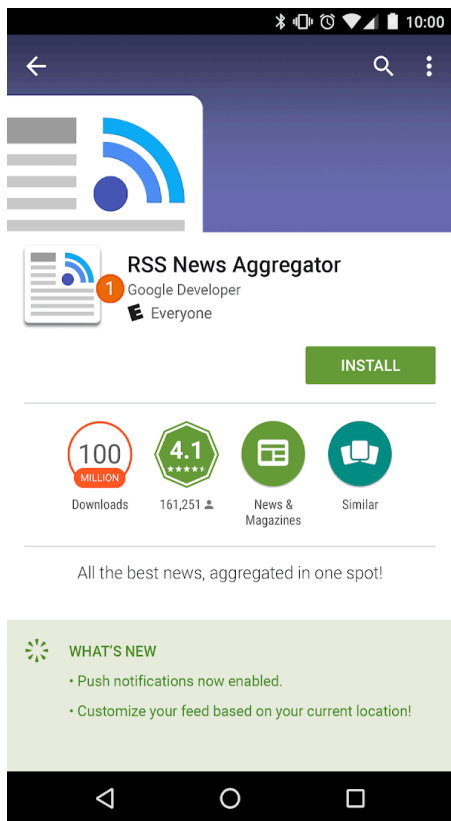 10:00
RSS News Aggregator
1
Google Developer
E Everyone
INSTALL
100
MILLION
Downloads
4.1
161,251
News &
Magazines
Similar
All the best news, aggregated in one spot!
WHAT'S NEW
• Push notifications now enabled.
• Customize your feed based on your current location!